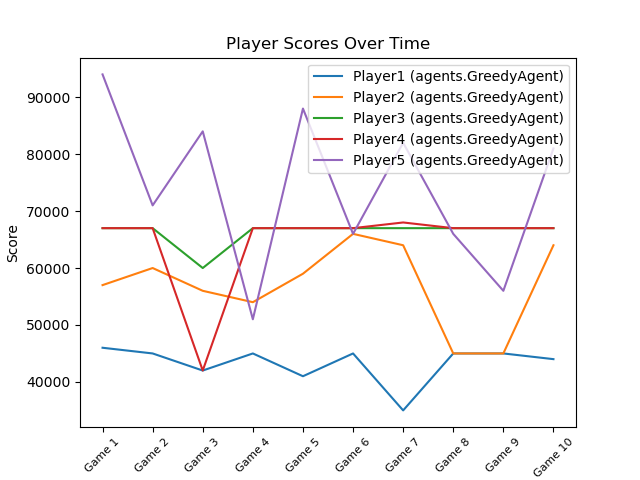 Player Scores Over Time
Player1 (agents.GreedyAgent)
Player2 (agents.GreedyAgent)
Player3 (agents.GreedyAgent)
Player4 (agents.GreedyAgent)
Player5 (agents.GreedyAgent)
90000
80000
70000
60000
50000
40000
Score
Game 1
Game 2
Game 3
Game 4
Game 5
Game 6
Game 7
Game 8
Game 9
Game 10